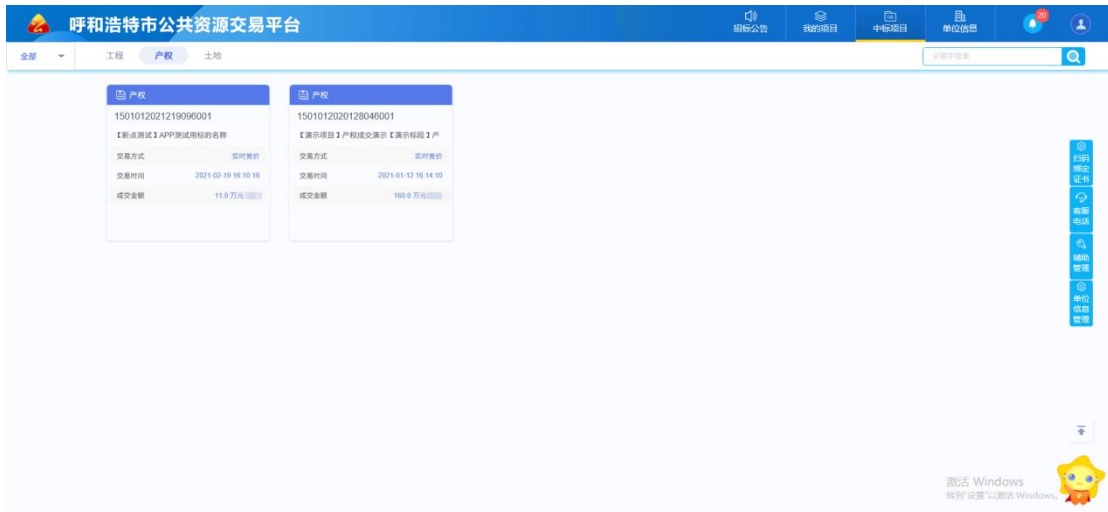 呼和浩特市公共资源交易平台
招标公告
我的项目
中标项目
单位信息
20
全部
工程
产权
土地
关键字检索
产权
1501012021219096001
【新点测试】APP测试用标的名称
交易方式 实时竞价
交易时间 2021-02-19 16:10:16
成交金额 11.0 万元
产权
1501012020128046001
【演示项目】产权成交演示【演示标段】产
交易方式 实时竞价
交易时间 2021-01-12 16:14:10
成交金额 160.0 万元
扫码
绑定
证书
客服
电话
辅助
管理
单位
信息
管理
激活 Windows
转到"设置"以激活 Windows。